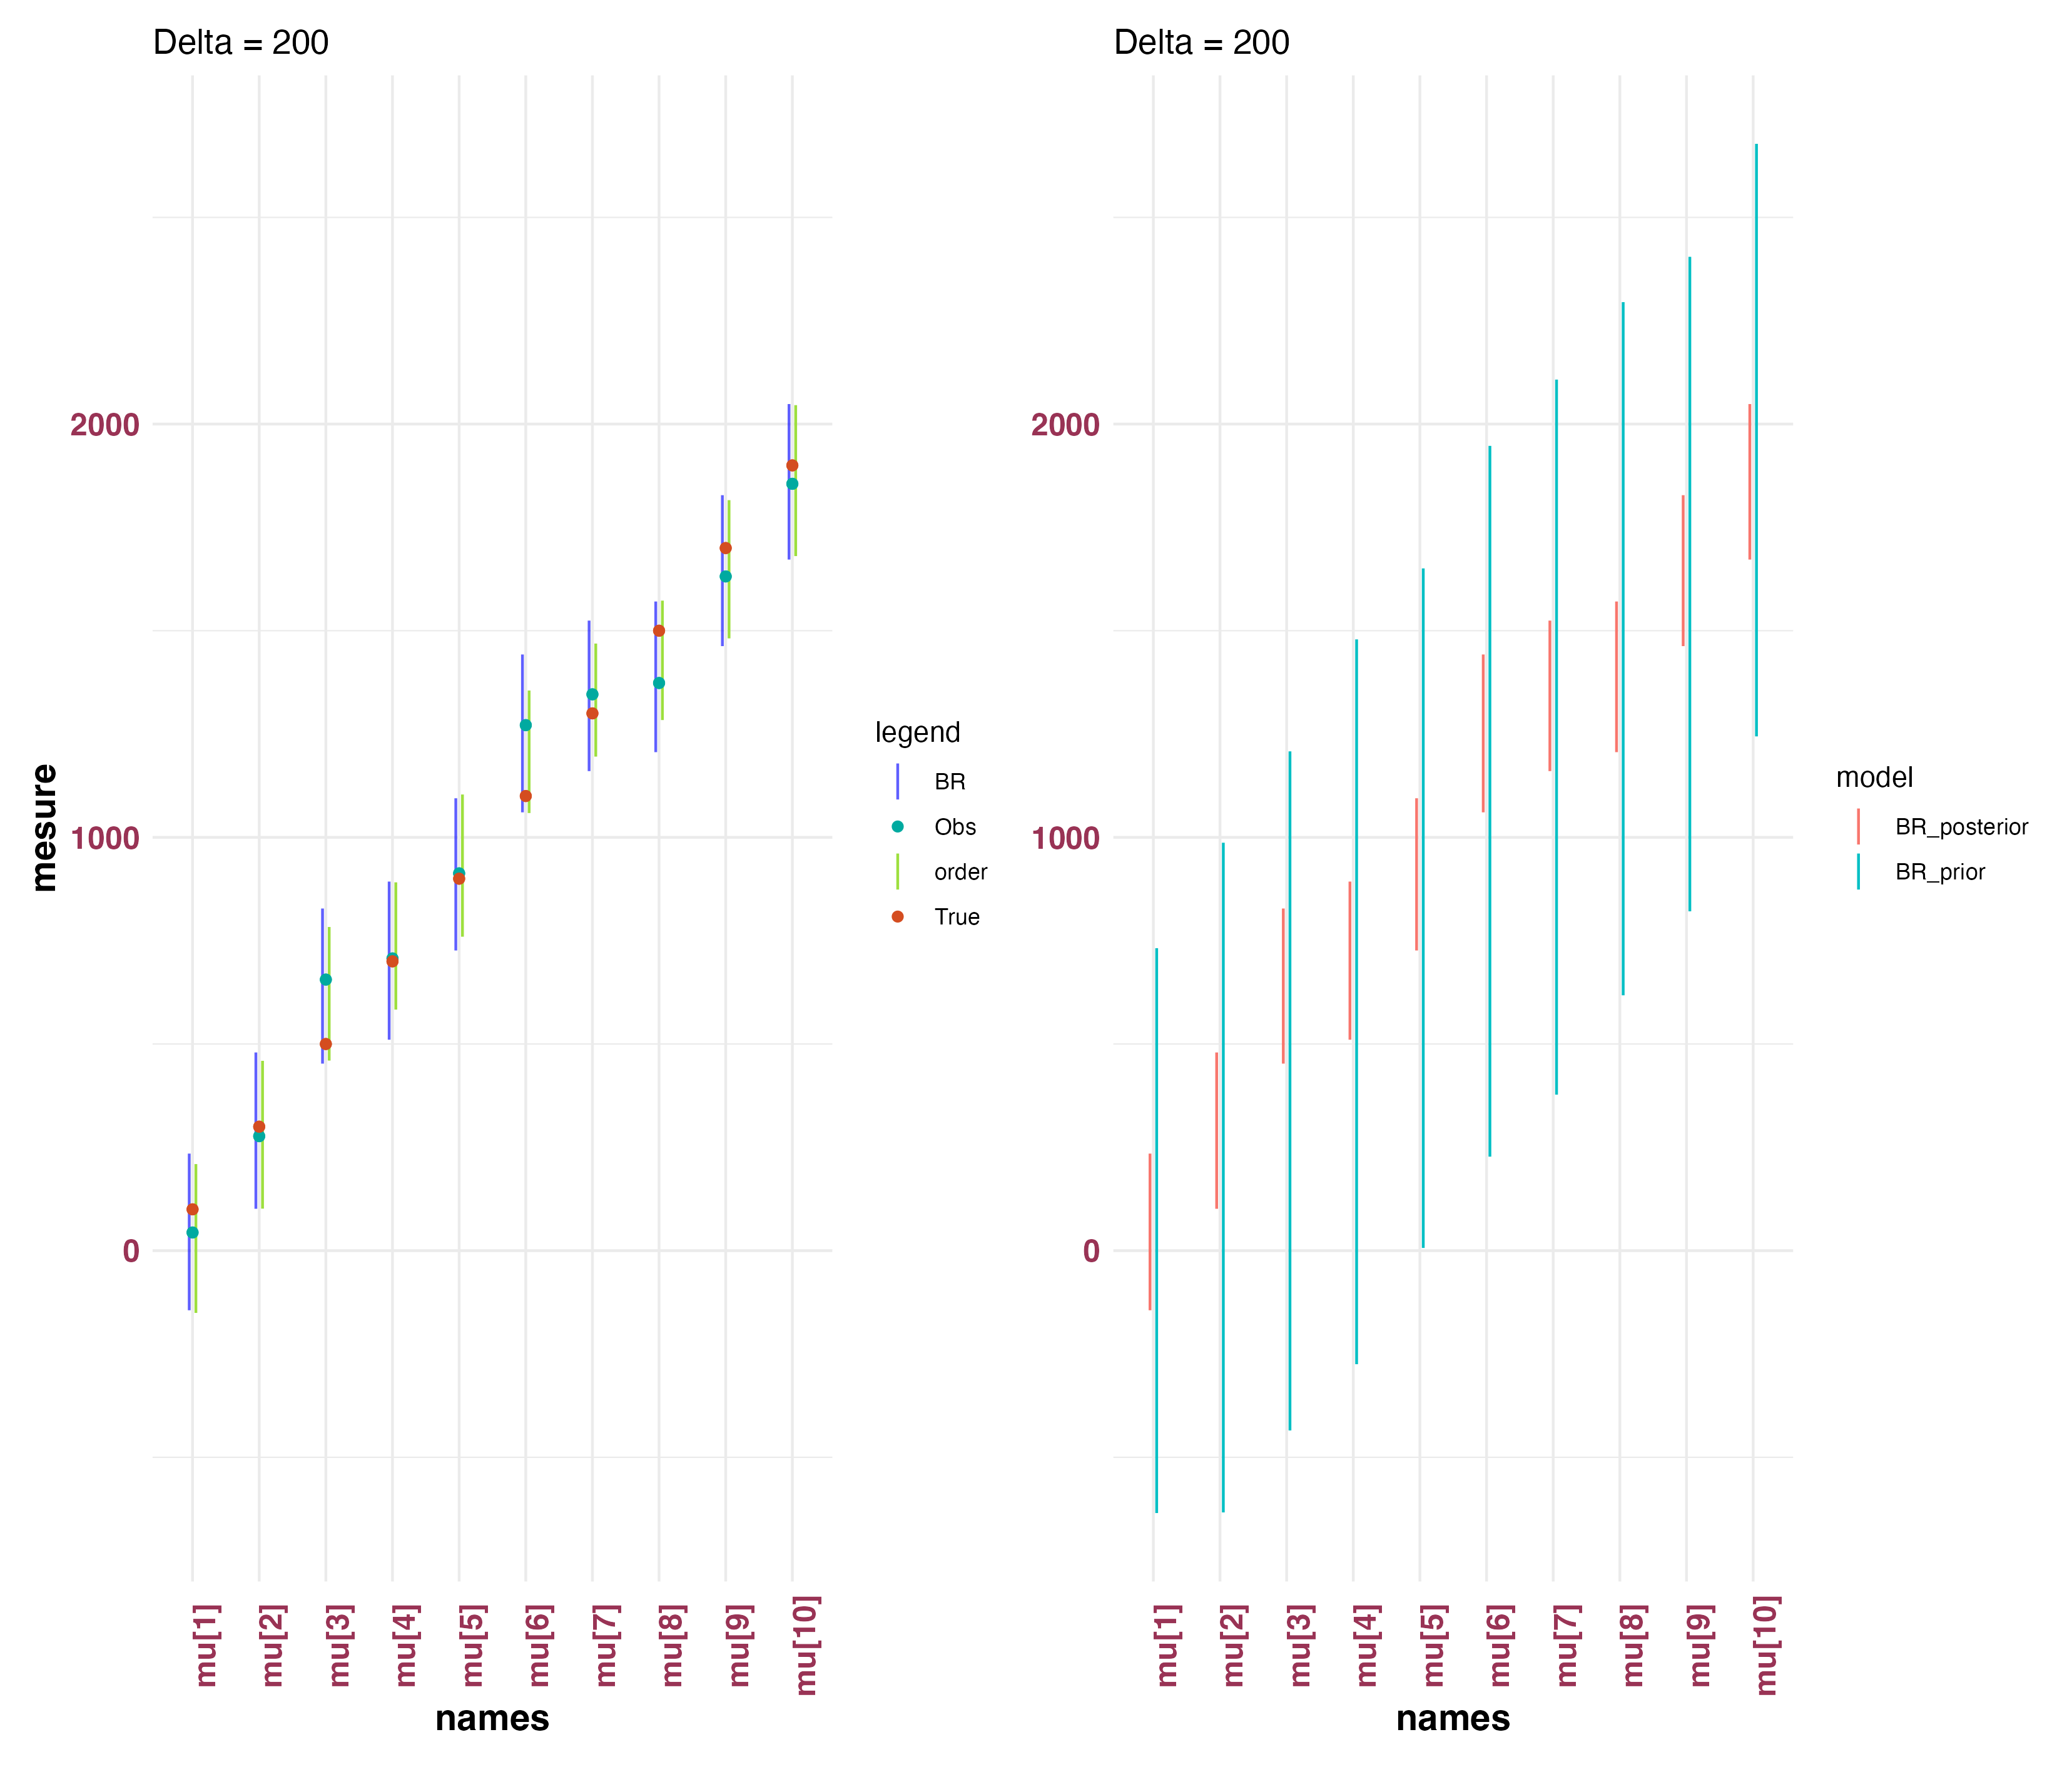 Delta = 200
mesure
2000
1000
0
mu[1]
mu[2]
mu[3]
mu[4]
mu[5]
mu[6]
mu[7]
mu[8]
mu[9]
mu[10]
names
legend
BR
Obs
order
True
Delta = 200
2000
1000
0
mu[1]
mu[2]
mu[3]
mu[4]
mu[5]
mu[6]
mu[7]
mu[8]
mu[9]
mu[10]
names
model
BR_posterior
BR_prior